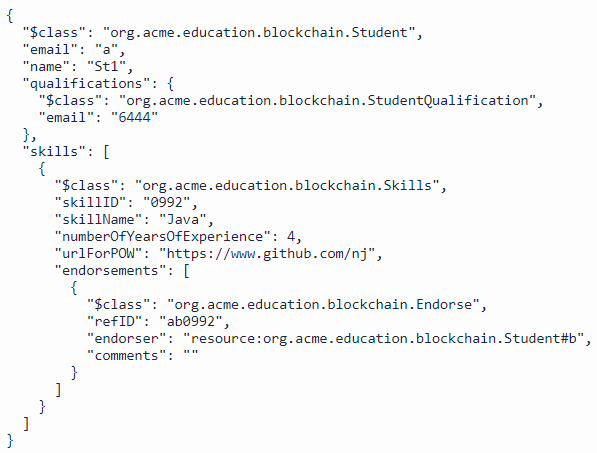 {
  "$class": "org.acme.education.blockchain.Student",
  "email": "a",
  "name": "St1",
  "qualifications": {
    "$class": "org.acme.education.blockchain.StudentQualification",
    "email": "6444"
  },
  "skills": [
    {
      "$class": "org.acme.education.blockchain.Skills",
      "skillID": "0992",
      "skillName": "Java",
      "numberOfYearsOfExperience": 4,
      "urlForPOW": "https://www.github.com/nj",
      "endorsements": [
        {
          "$class": "org.acme.education.blockchain.Endorse",
          "refID": "ab0992",
          "endorser": "resource:org.acme.education.blockchain.Student#b",
          "comments": ""
        }
      ]
    }
  ]
}